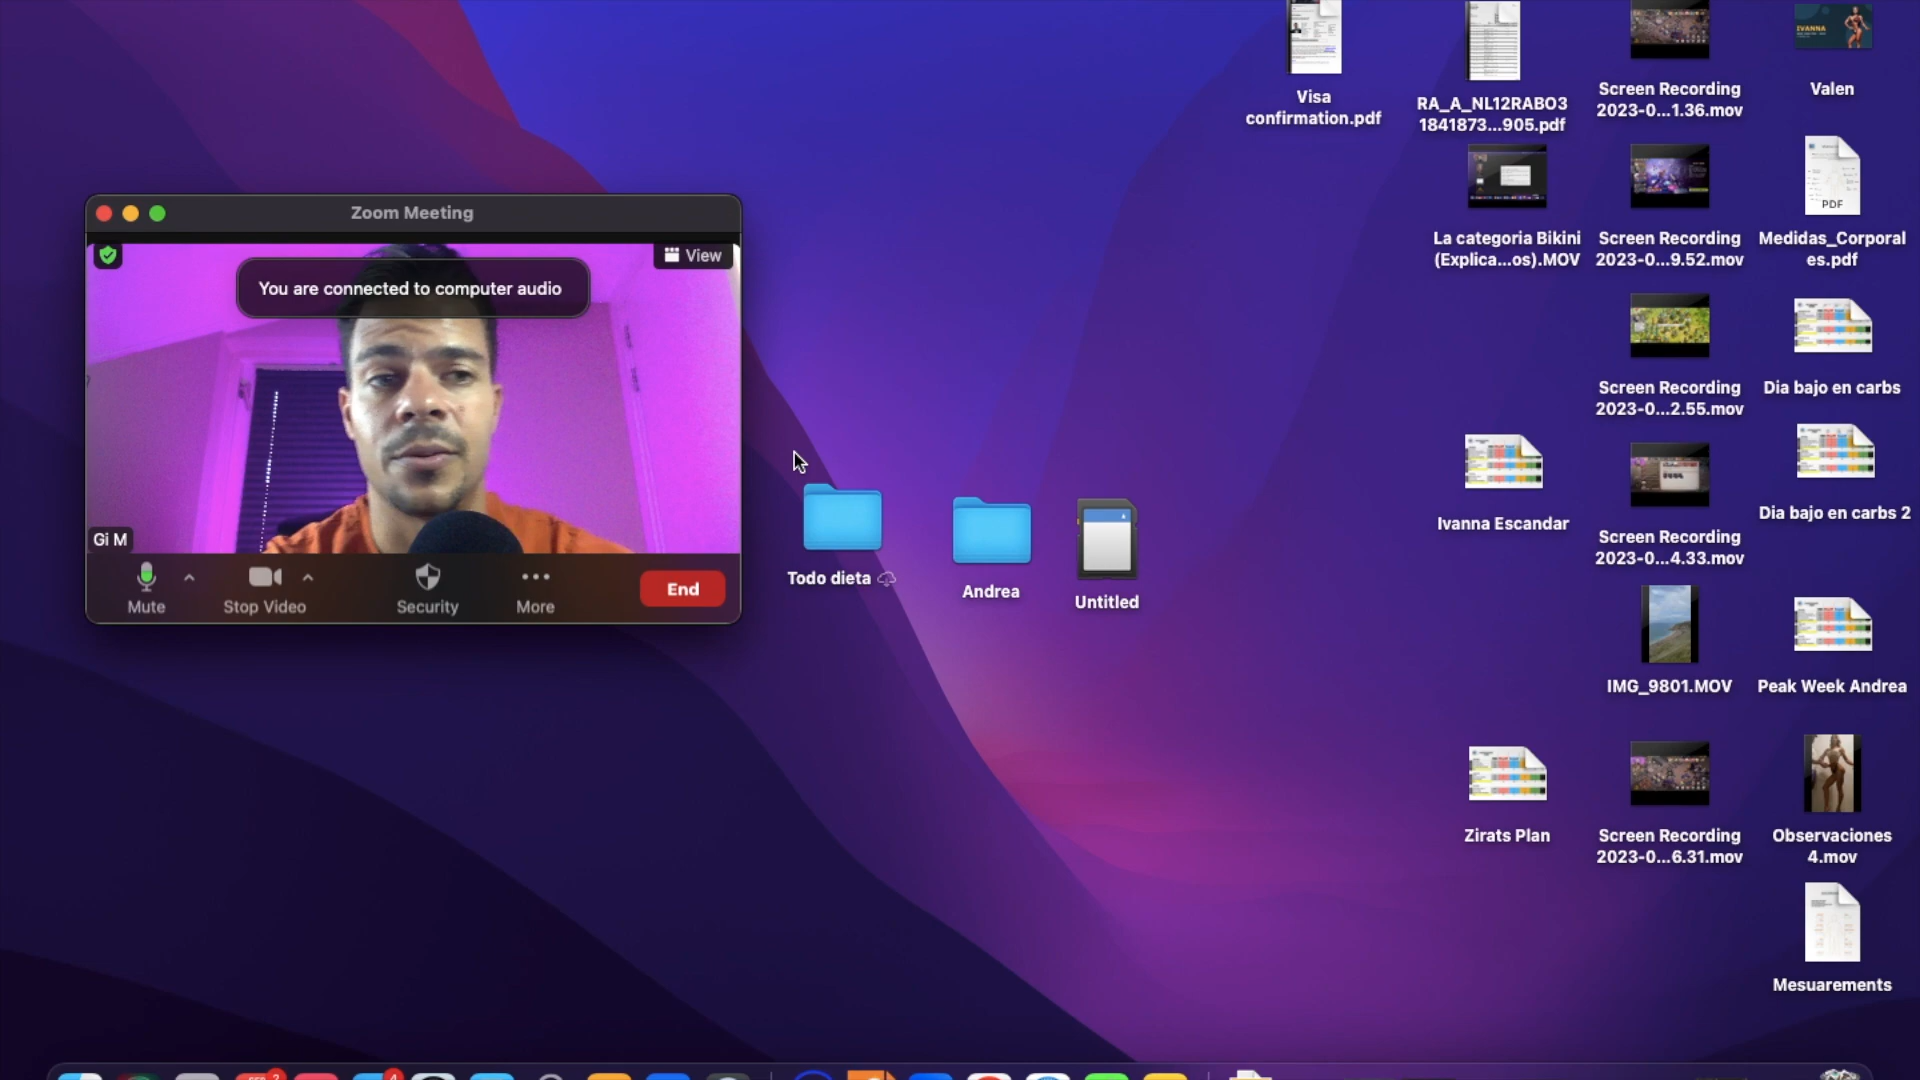 Zoom Meeting
View
You are connected to computer audio
Gi M
Mute
Stop Video
Security
More
End
Todo dieta
Andrea
Untitled
Visa
confirmation.pdf
RA_A_NL12RABO3
1841873...905.pdf
Screen Recording
2023-0...1.36.mov
IVANNA
Valen
La categoria Bikini
(Explica...os).MOV
Screen Recording
2023-0...9.52.mov
PDF
Medidas_Corporal
es.pdf
Screen Recording
2023-0...2.55.mov
Dia bajo en carbs
Ivanna Escandar
Screen Recording
2023-0...4.33.mov
Dia bajo en carbs 2
IMG_9801.MOV
Peak Week Andrea
Zirats Plan
Screen Recording
2023-0...6.31.mov
Observaciones
4.mov
Mesuarements